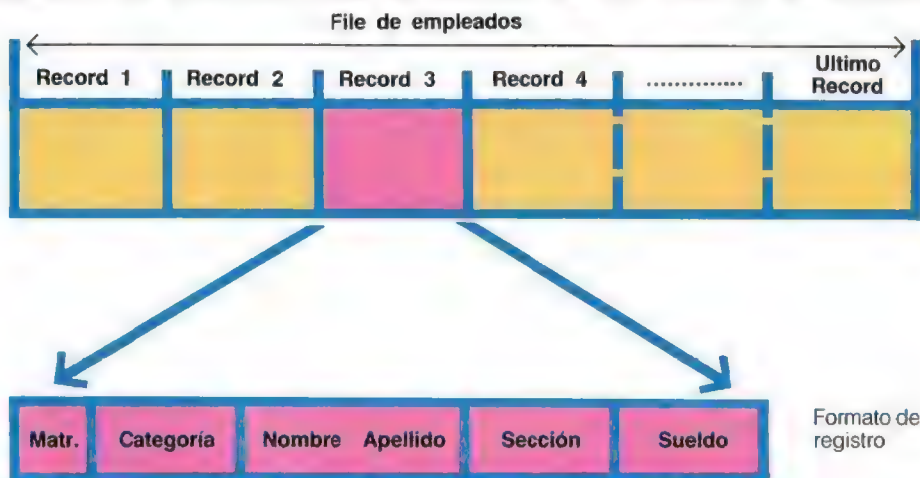 File de empleados
Record 1 Record 2 Record 3 Record 4 .............. Ultimo Record
Matr. Categoría Nombre Apellido Sección Sueldo
Formato de
registro